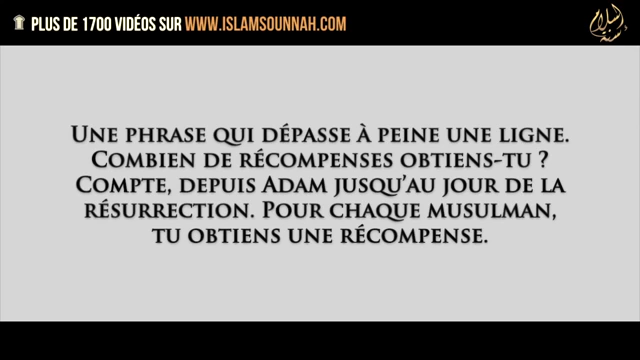 PLUS DE 1700 VIDÉOS SUR WWW.ISLAMSOUNNAH.COM
UNE PHRASE QUI DÉPASSE À PEINE UNE LIGNE.
COMBIEN DE RÉCOMPENSES OBTIENS-TU ?
COMPTE, DEPUIS ADAM JUSQU'AU JOUR DE LA
RÉSURRECTION. POUR CHAQUE MUSULMAN,
TU OBTIENS UNE RÉCOMPENSE.